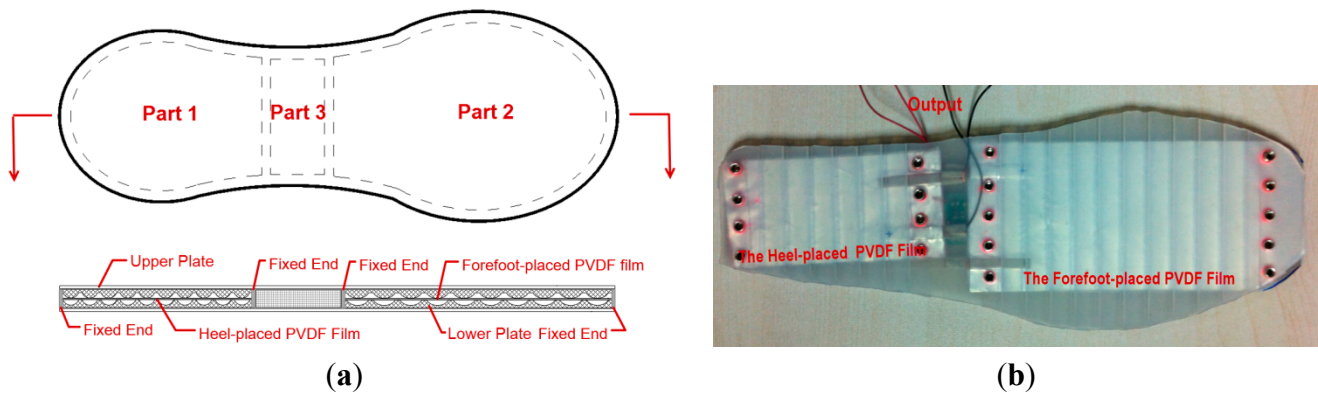 Part 1
Part 3
Part 2
Upper Plate
Fixed End
Fixed End
Forefoot-placed PVDF film
Fixed End
Heel-placed PVDF Film
Lower Plate
Fixed End
(a)
Output
The Heel-placed PVDF Film
The Forefoot-placed PVDF Film
(b)